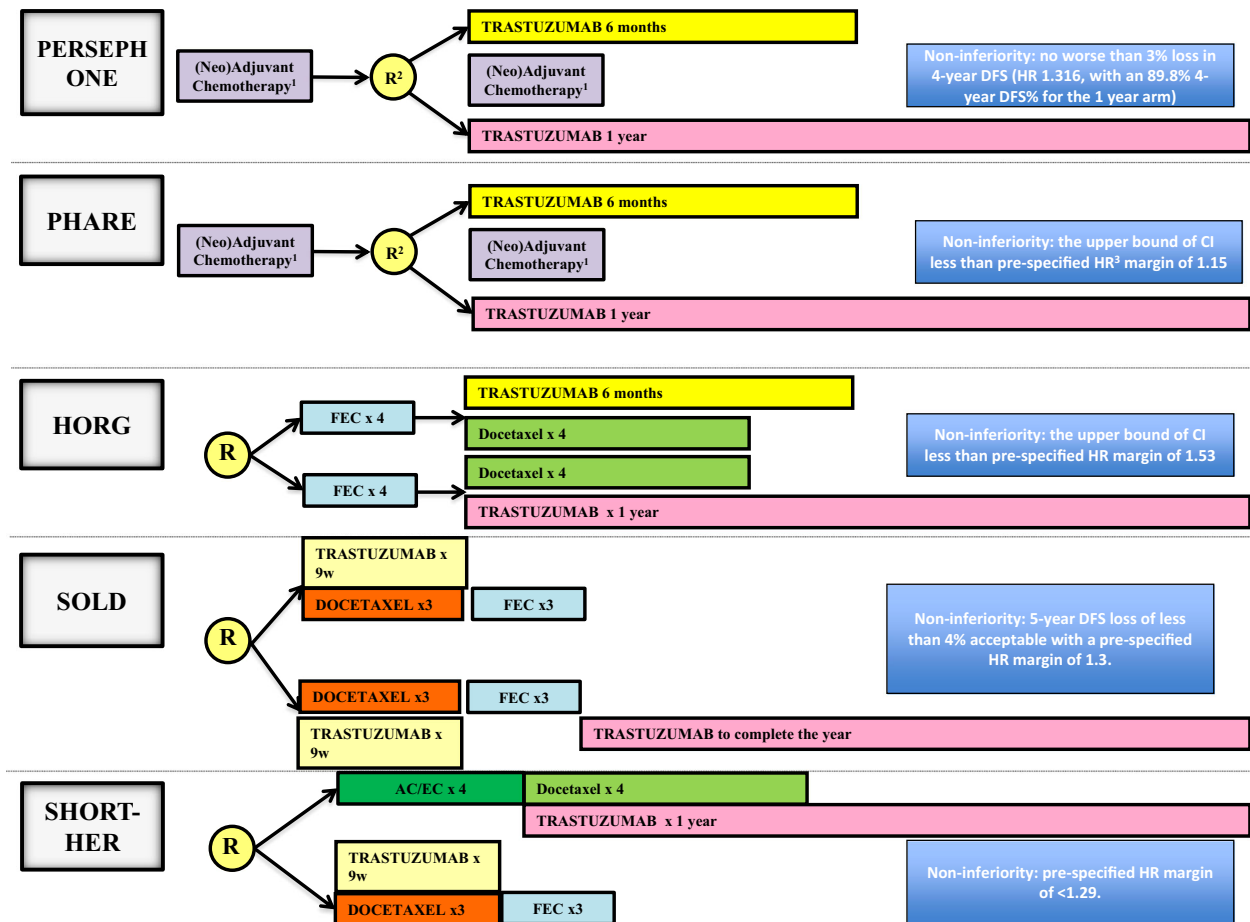 PERSEPH
ONE
(Neo)Adjuvant
Chemotherapy¹
R²
TRASTUZUMAB 6 months
(Neo)Adjuvant
Chemotherapy¹
TRASTUZUMAB 1 year
Non-inferiority: no worse than 3% loss in
4-year DFS (HR 1.316, with an 89.8% 4-
year DFS% for the 1 year arm)
PHARE
(Neo)Adjuvant
Chemotherapy¹
R²
TRASTUZUMAB 6 months
(Neo)Adjuvant
Chemotherapy¹
TRASTUZUMAB 1 year
Non-inferiority: the upper bound of CI
less than pre-specified HR³ margin of 1.15
HORG
R
FEC x 4
FEC x 4
TRASTUZUMAB 6 months
Docetaxel x 4
Docetaxel x 4
TRASTUZUMAB x 1 year
Non-inferiority: the upper bound of CI
less than pre-specified HR margin of 1.53
SOLD
R
TRASTUZUMAB x
9w
DOCETAXEL x3
FEC x3
DOCETAXEL x3
FEC x3
TRASTUZUMAB x
9w
TRASTUZUMAB to complete the year
Non-inferiority: 5-year DFS loss of less
than 4% acceptable with a pre-specified
HR margin of 1.3.
SHORT-
HER
R
AC/EC x 4
Docetaxel x 4
TRASTUZUMAB x 1 year
TRASTUZUMAB x
9w
DOCETAXEL x3
FEC x3
Non-inferiority: pre-specified HR margin
of <1.29.